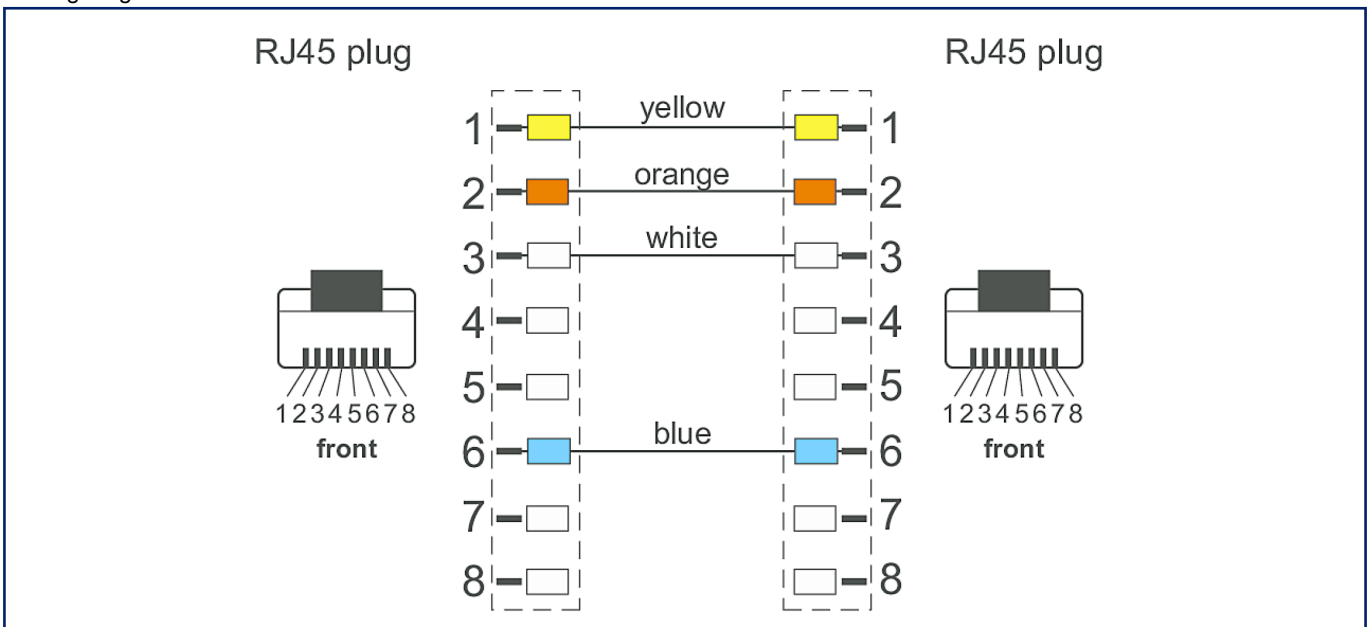 RJ45 plug RJ45 plug
1 yellow 1
2 orange 2
3 white 3
4 4
5 5
6 blue 6
7 7
8 8
12345678 12345678
front front